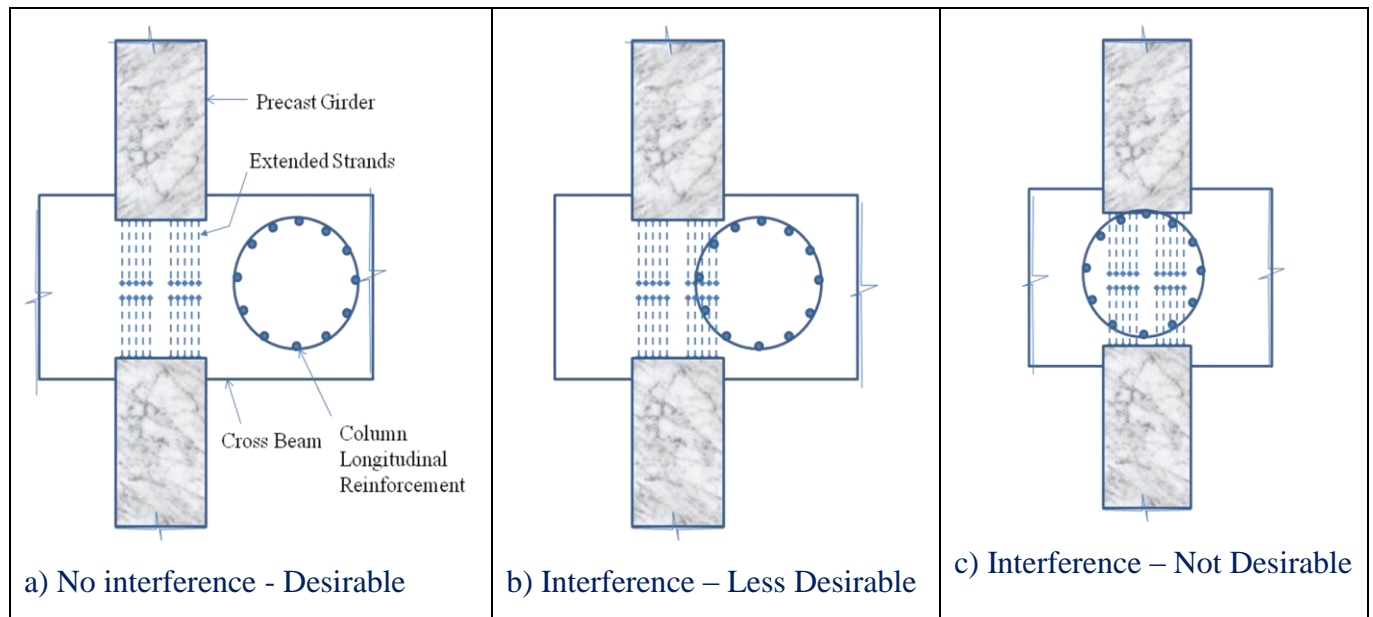 Precast Girder
Extended Strands
Cross Beam
Column
Longitudinal
Reinforcement
a) No interference - Desirable
b) Interference – Less Desirable
c) Interference – Not Desirable